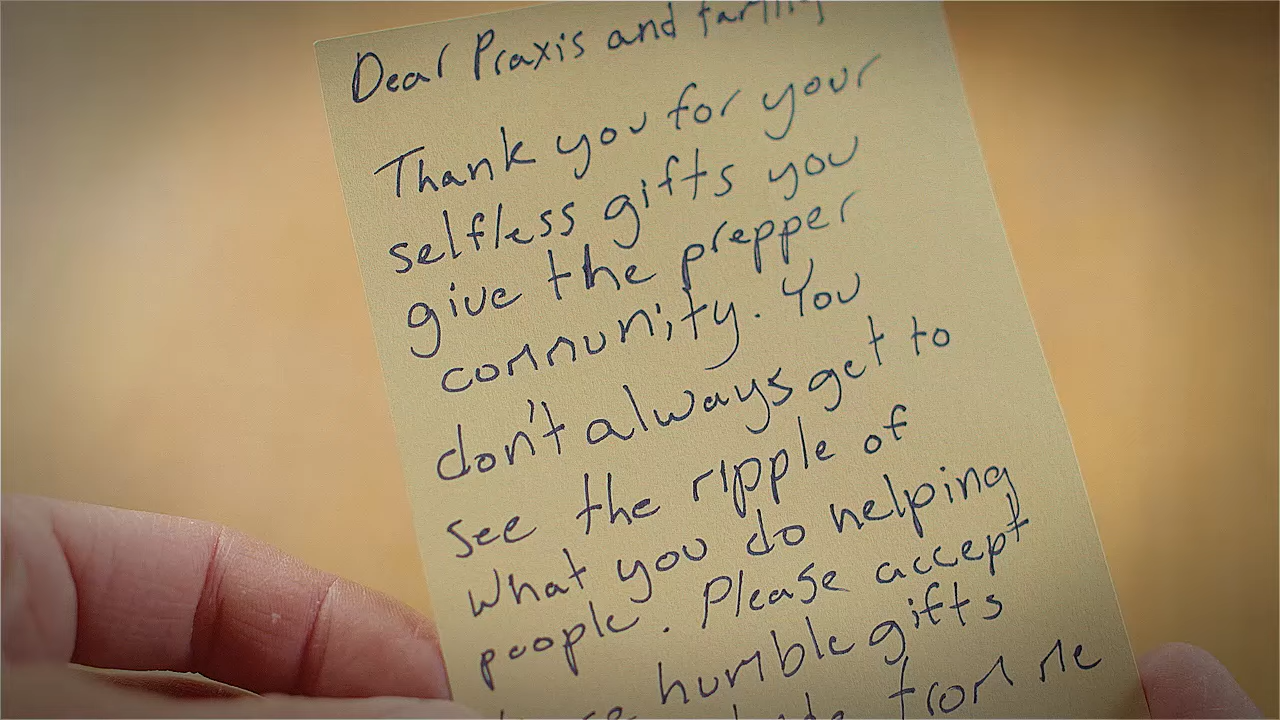 Dear Praxis and family
Thank you for your
selfless gifts you
give the prepper
community. You
don't always get to
see the ripple of
what you do helping
people. Please accept
humble gifts
from me